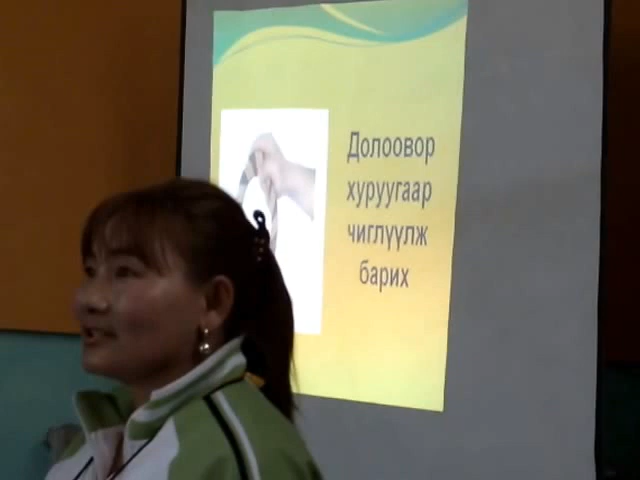 Долоовор
хуруугаар
чиглүүлж
барих